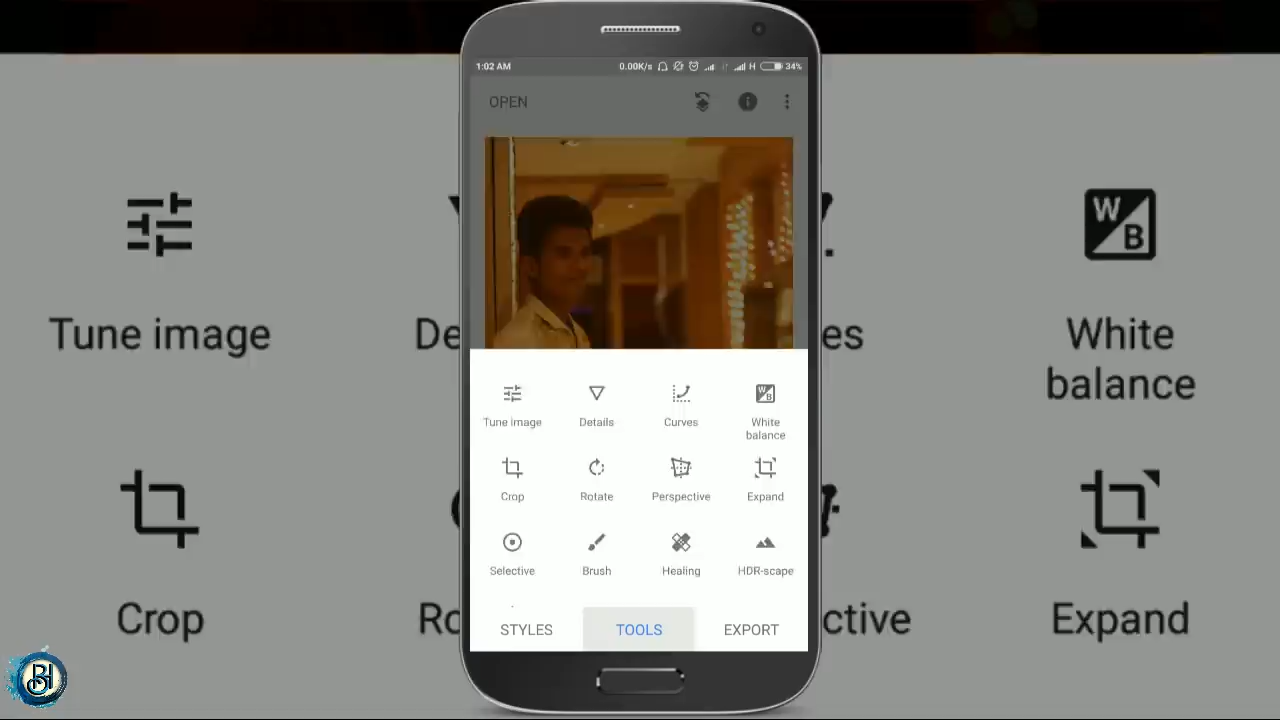 1:02 AM 0.00K/s H 34%
OPEN
Tune image
De
es
White
balance
W
B
Tune image Details Curves White
balance
Crop Rotate Perspective Expand
Selective Brush Healing HDR-scape
Crop
Ro
ctive
Expand
STYLES TOOLS EXPORT